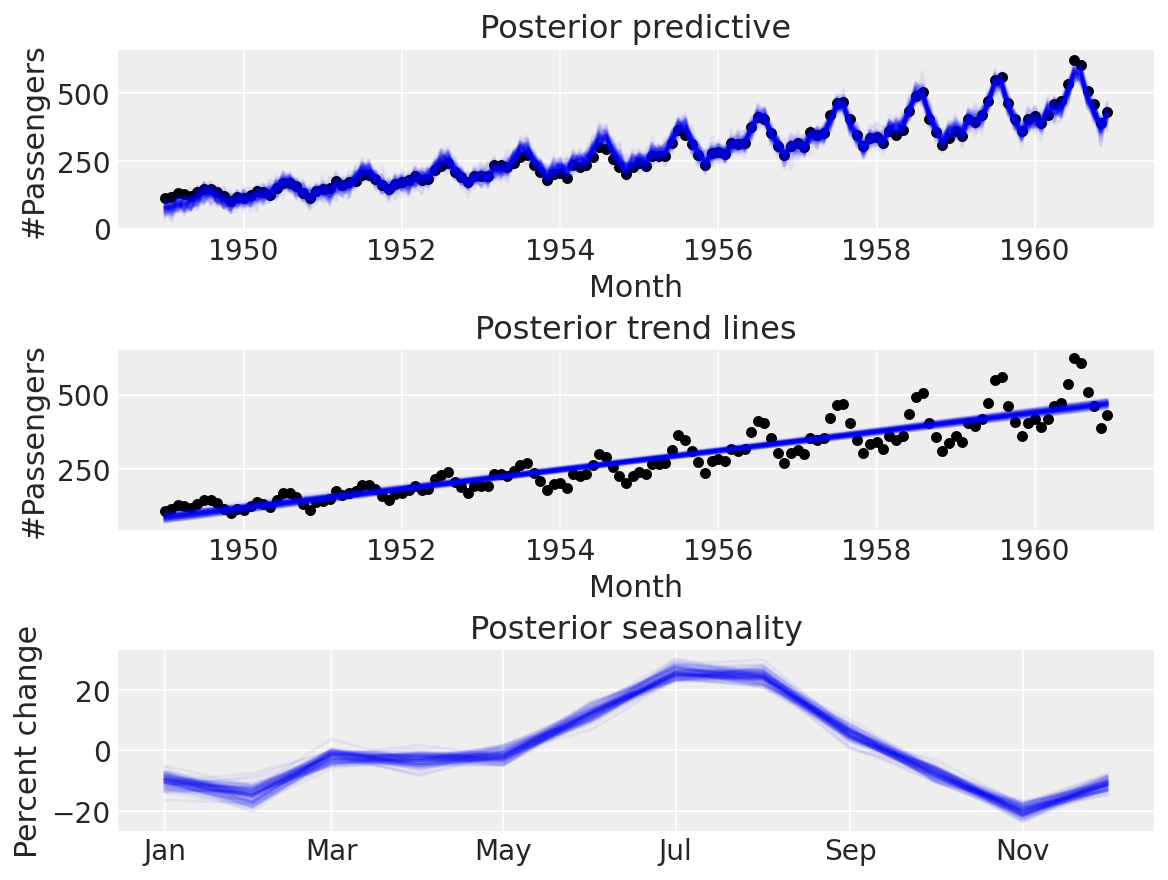 Posterior predictive
#Passengers
500
250
0
1950 1952 1954 1956 1958 1960
Month
Posterior trend lines
#Passengers
500
250
1950 1952 1954 1956 1958 1960
Month
Posterior seasonality
Percent change
20
0
−20
Jan Mar May Jul Sep Nov